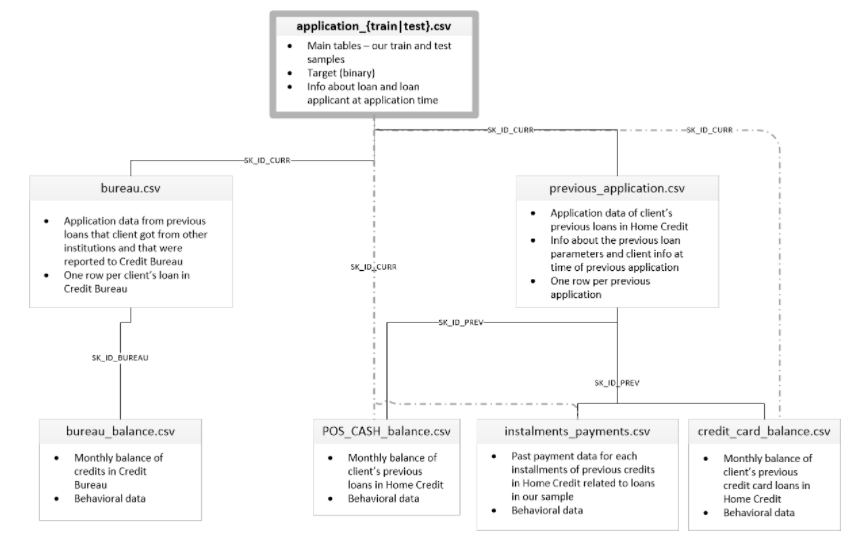 application_{train|test}.csv
• Main tables – our train and test
samples
• Target (binary)
• Info about loan and loan
applicant at application time
SK_ID_CURR
SK_ID_CURR
SK_ID_CURR
bureau.csv
• Application data from previous
loans that client got from other
institutions and that were
reported to Credit Bureau
• One row per client's loan in
Credit Bureau
previous_application.csv
• Application data of client's
previous loans in Home Credit
• Info about the previous loan
parameters and client info at
time of previous application
• One row per previous
application
SK_ID_CURR
SK_ID_PREV
SK_ID_BUREAU
SK_ID_PREV
bureau_balance.csv
• Monthly balance of
credits in Credit
Bureau
• Behavioral data
POS_CASH_balance.csv
• Monthly balance of
client's previous
loans in Home Credit
• Behavioral data
instalments_payments.csv
• Past payment data for each
installments of previous credits
in Home Credit related to loans
in our sample
• Behavioral data
credit_card_balance.csv
• Monthly balance of
client's previous
credit card loans in
Home Credit
• Behavioral data